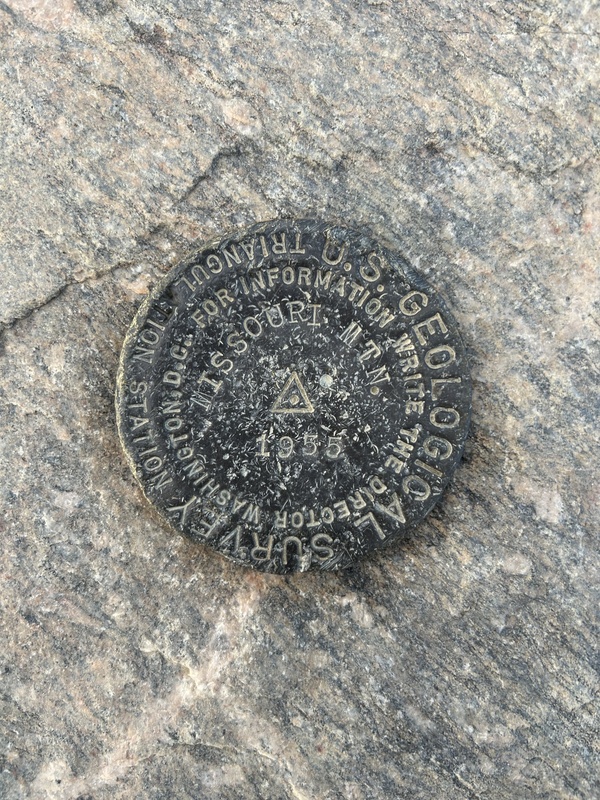 U.S. GEOLOGICAL SURVEY
TRIANGULATION STATION
FOR INFORMATION WRITE THE DIRECTOR WASHINGTON D.C.
MISSOURI MTN.
1955